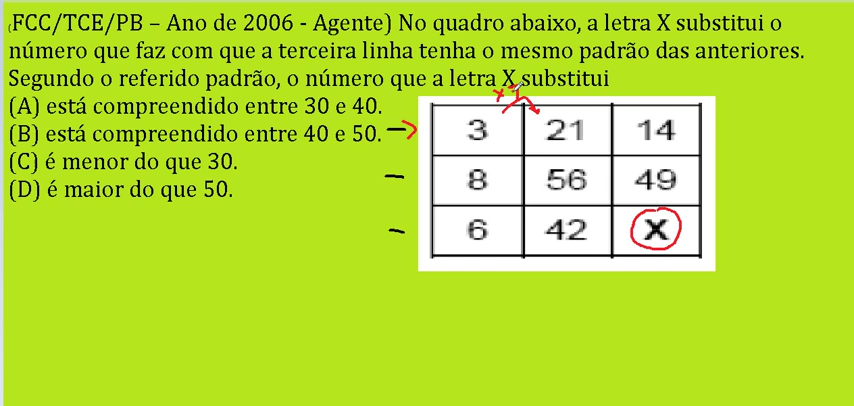 (FCC/TCE/PB – Ano de 2006 - Agente) No quadro abaixo, a letra X substitui o
número que faz com que a terceira linha tenha o mesmo padrão das anteriores.
Segundo o referido padrão, o número que a letra X substitui
(A) está compreendido entre 30 e 40.
(B) está compreendido entre 40 e 50.
(C) é menor do que 30.
(D) é maior do que 50.
x7
3 21 14
8 56 49
6 42 X